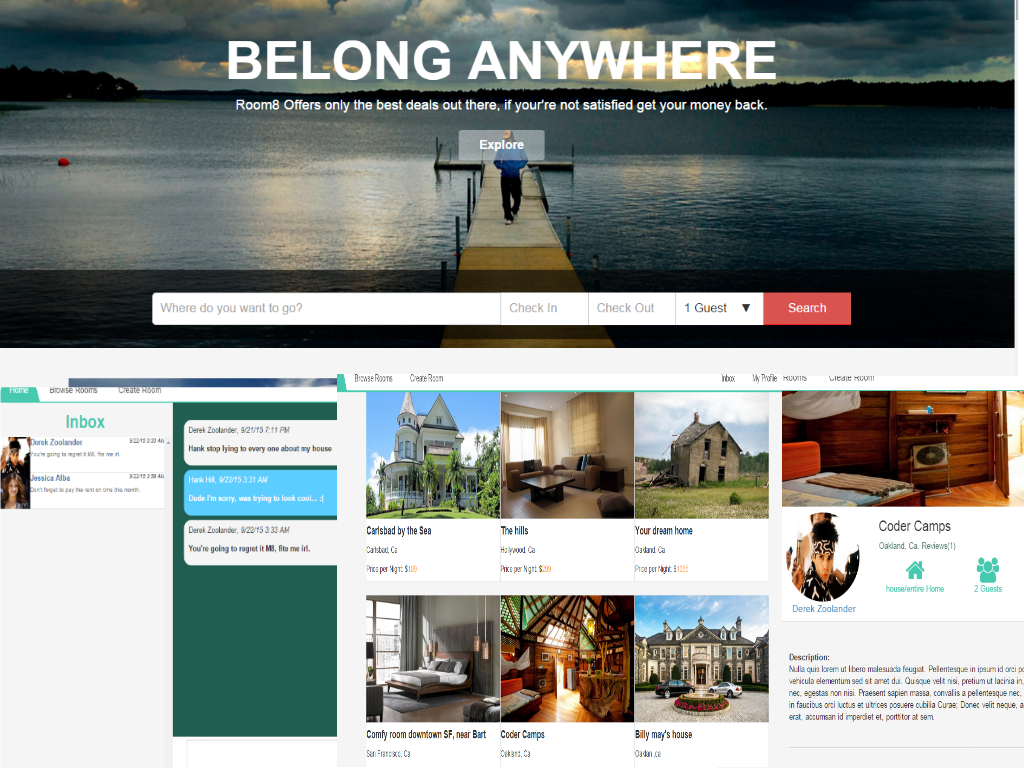 BELONG ANYWHERE
Room8 Offers only the best deals out there, if your're not satisfied get your money back.
Explore
Where do you want to go?
Check In
Check Out
1 Guest ▼
Search
Home
Browse Rooms
Create Room
Inbox
Derek Zoolander
9/22/15 3:33 AM
You're going to regret it M8, fite me irl.
Jessica Alba
9/22/15 3:59 AM
Don't forget to pay the rent on time this month.
Derek Zoolander, 9/21/15 7:11 PM
Hank stop lying to every one about my house
Hank Hill, 9/22/15 3:31 AM
Dude I'm sorry, was trying to look cool... :(
Derek Zoolander, 9/22/15 3:33 AM
You're going to regret it M8, fite me irl.
Browse Rooms
Create Room
Inbox
My Profile
Carlsbad by the Sea
Carlsbad, Ca
Price per Night: $109
The hills
Holywood, Ca
Price per Night: $209
Your dream home
Oakland, Ca
Price per Night: $1055
Comfy room downtown SF, near Bart
San Francisco, Ca
Coder Camps
Oakland, Ca
Billy may's house
Oaklan ,ca
Rooms
Create Room
Coder Camps
Oakland, Ca. Reviews(1)
house/entire Home
2 Guests
Derek Zoolander
Description:
Nulla quis lorem ut libero malesuada feugiat. Pellentesque in ipsum id orci po
vehicula elementum sed sit amet dui. Quisque velit nisi, pretium ut lacinia in,
nec, egestas non nisi. Praesent sapien massa, convallis a pellentesque nec,
in faucibus orci luctus et ultrices posuere cubilia Curae; Donec velit neque, a
erat, accumsan id imperdiet et, porttitor at sem.